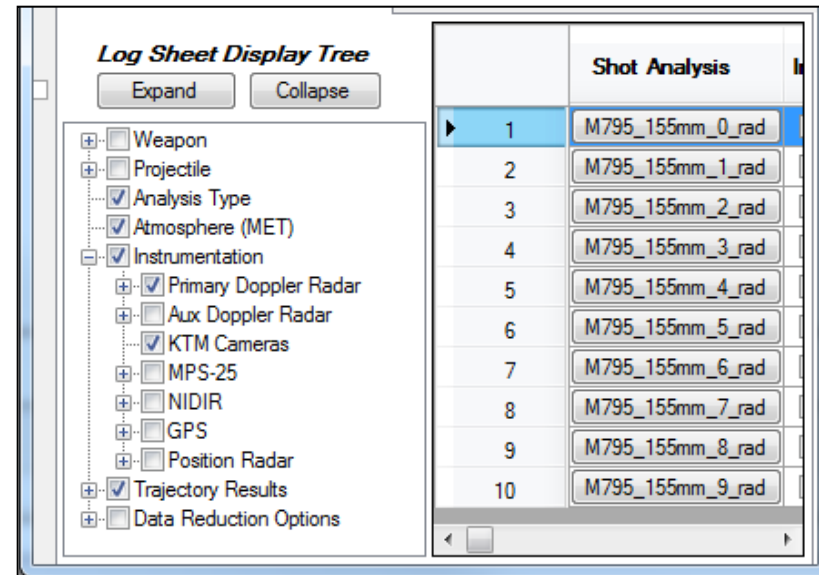 Log Sheet Display Tree
Expand Collapse
Weapon
Projectile
Analysis Type
Atmosphere (MET)
Instrumentation
Primary Doppler Radar
Aux Doppler Radar
KTM Cameras
MPS-25
NIDIR
GPS
Position Radar
Trajectory Results
Data Reduction Options
Shot Analysis
1 M795_155mm_0_rad
2 M795_155mm_1_rad
3 M795_155mm_2_rad
4 M795_155mm_3_rad
5 M795_155mm_4_rad
6 M795_155mm_5_rad
7 M795_155mm_6_rad
8 M795_155mm_7_rad
9 M795_155mm_8_rad
10 M795_155mm_9_rad